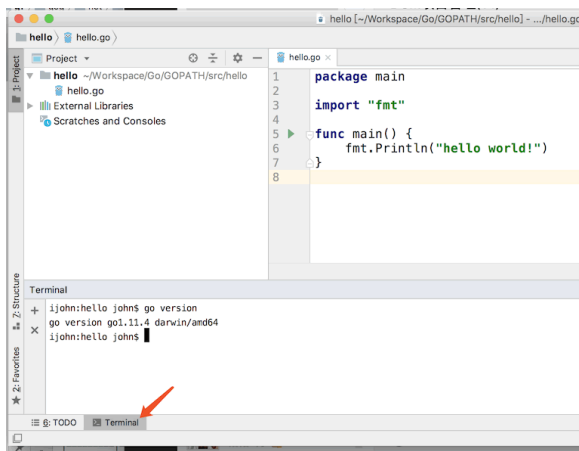 hello [~/Workspace/Go/GOPATH/src/hello] - .../hello.go
hello
hello.go
1: Project
Project
hello ~/Workspace/Go/GOPATH/src/hello
hello.go
External Libraries
Scratches and Consoles
hello.go
1 package main
2
3 import "fmt"
4
5 func main() {
6 fmt.Println("hello world!")
7 }
8
Z: Structure
2: Favorites
Terminal
ijohn:hello john$ go version
go version go1.11.4 darwin/amd64
ijohn:hello john$
6: TODO
Terminal